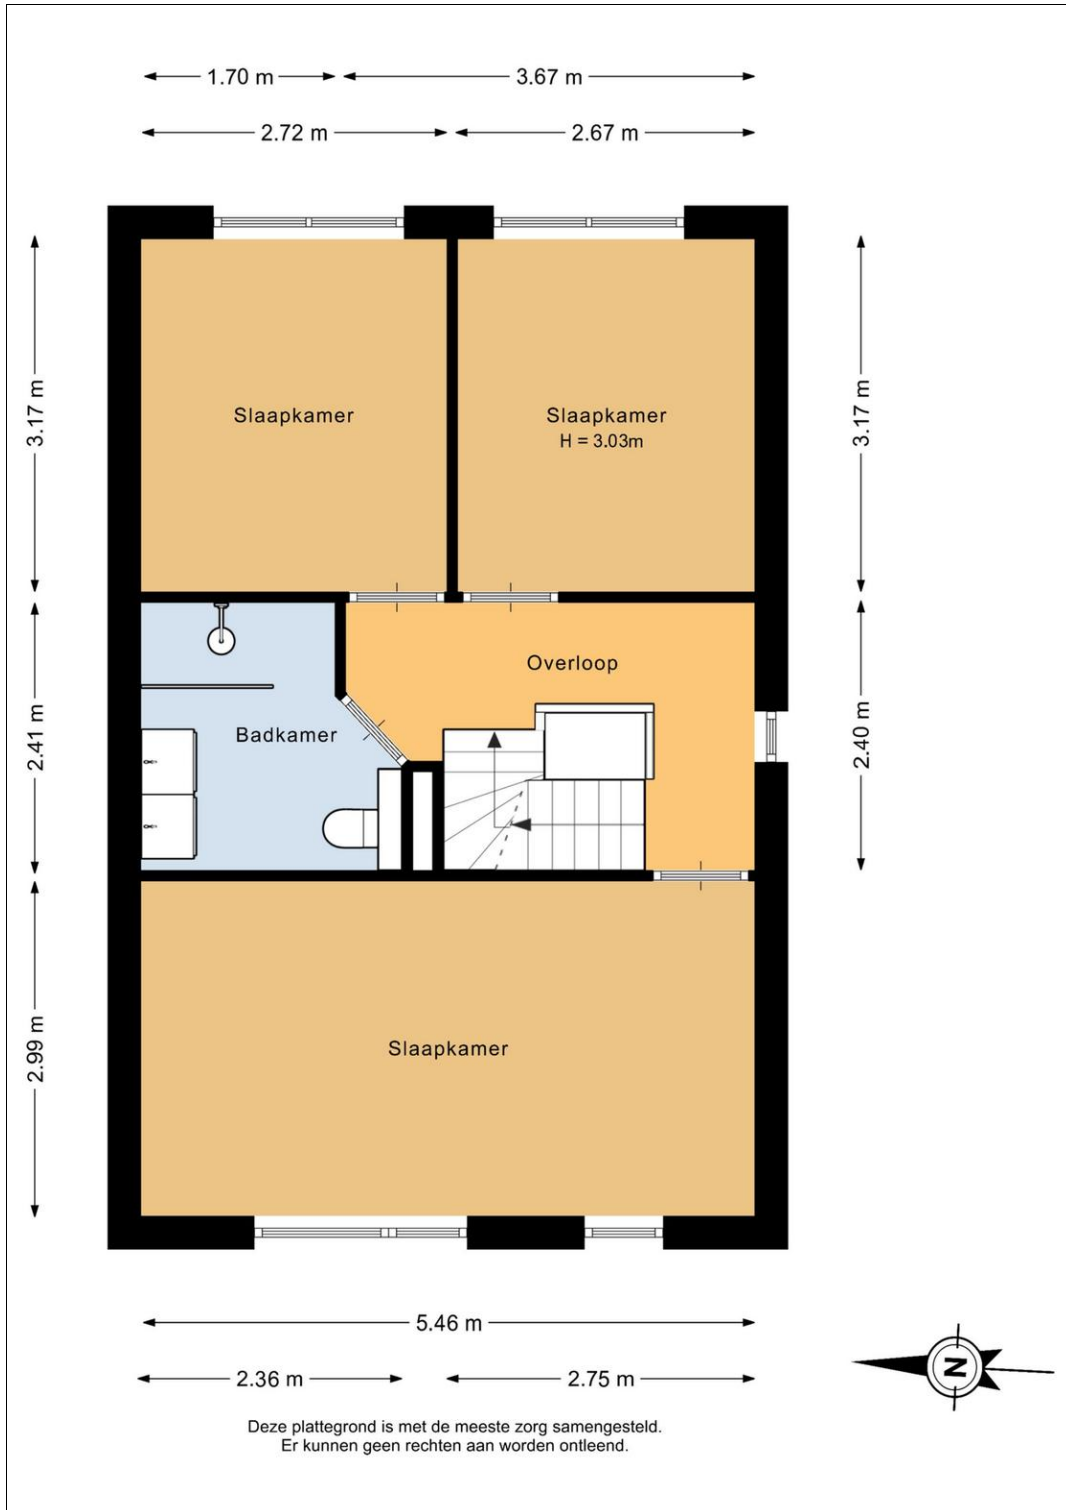 1.70 m
3.67 m
2.72 m
2.67 m
3.17 m
3.17 m
Slaapkamer
Slaapkamer
H = 3.03m
Overloop
Badkamer
2.41 m
2.40 m
Slaapkamer
2.99 m
5.46 m
2.36 m
2.75 m
N
Deze plattegrond is met de meeste zorg samengesteld.
Er kunnen geen rechten aan worden ontleend.